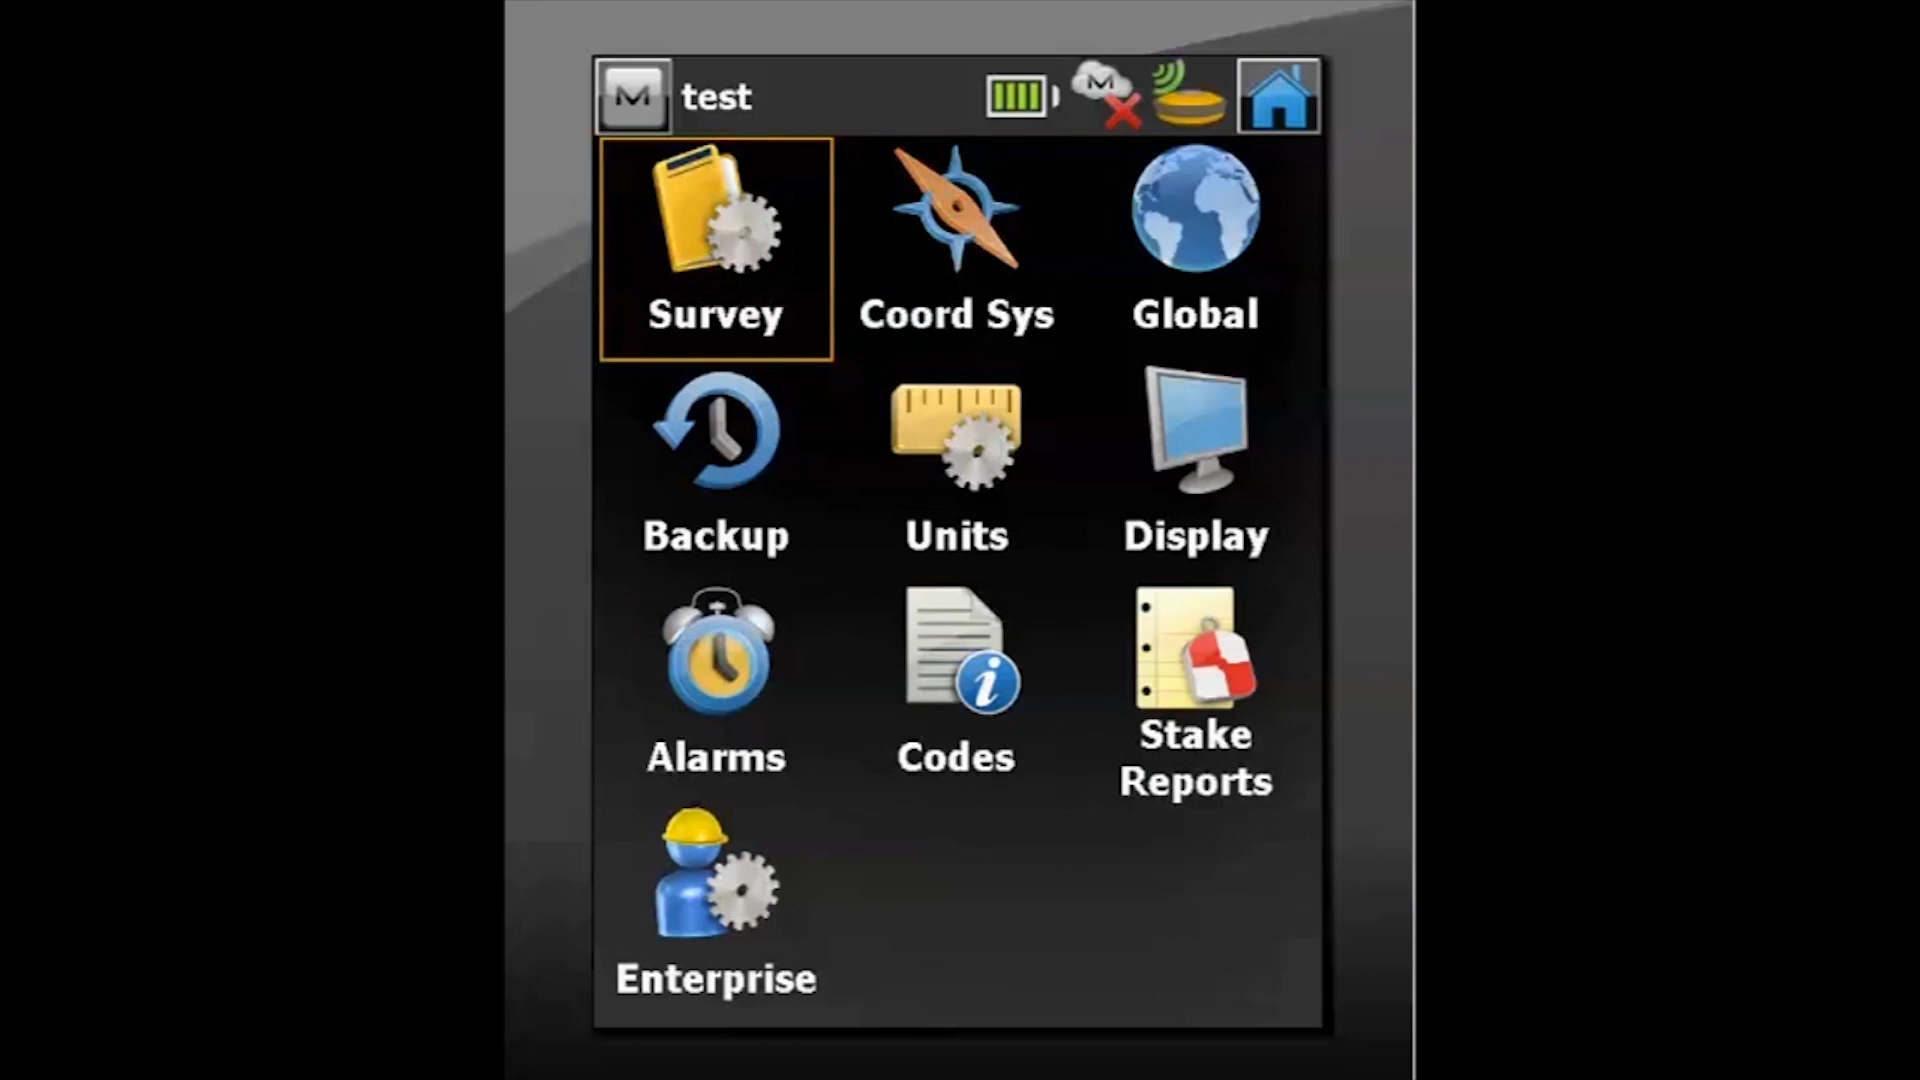 M test M
Survey Coord Sys Global
Backup Units Display
Alarms Codes Stake
Reports
Enterprise